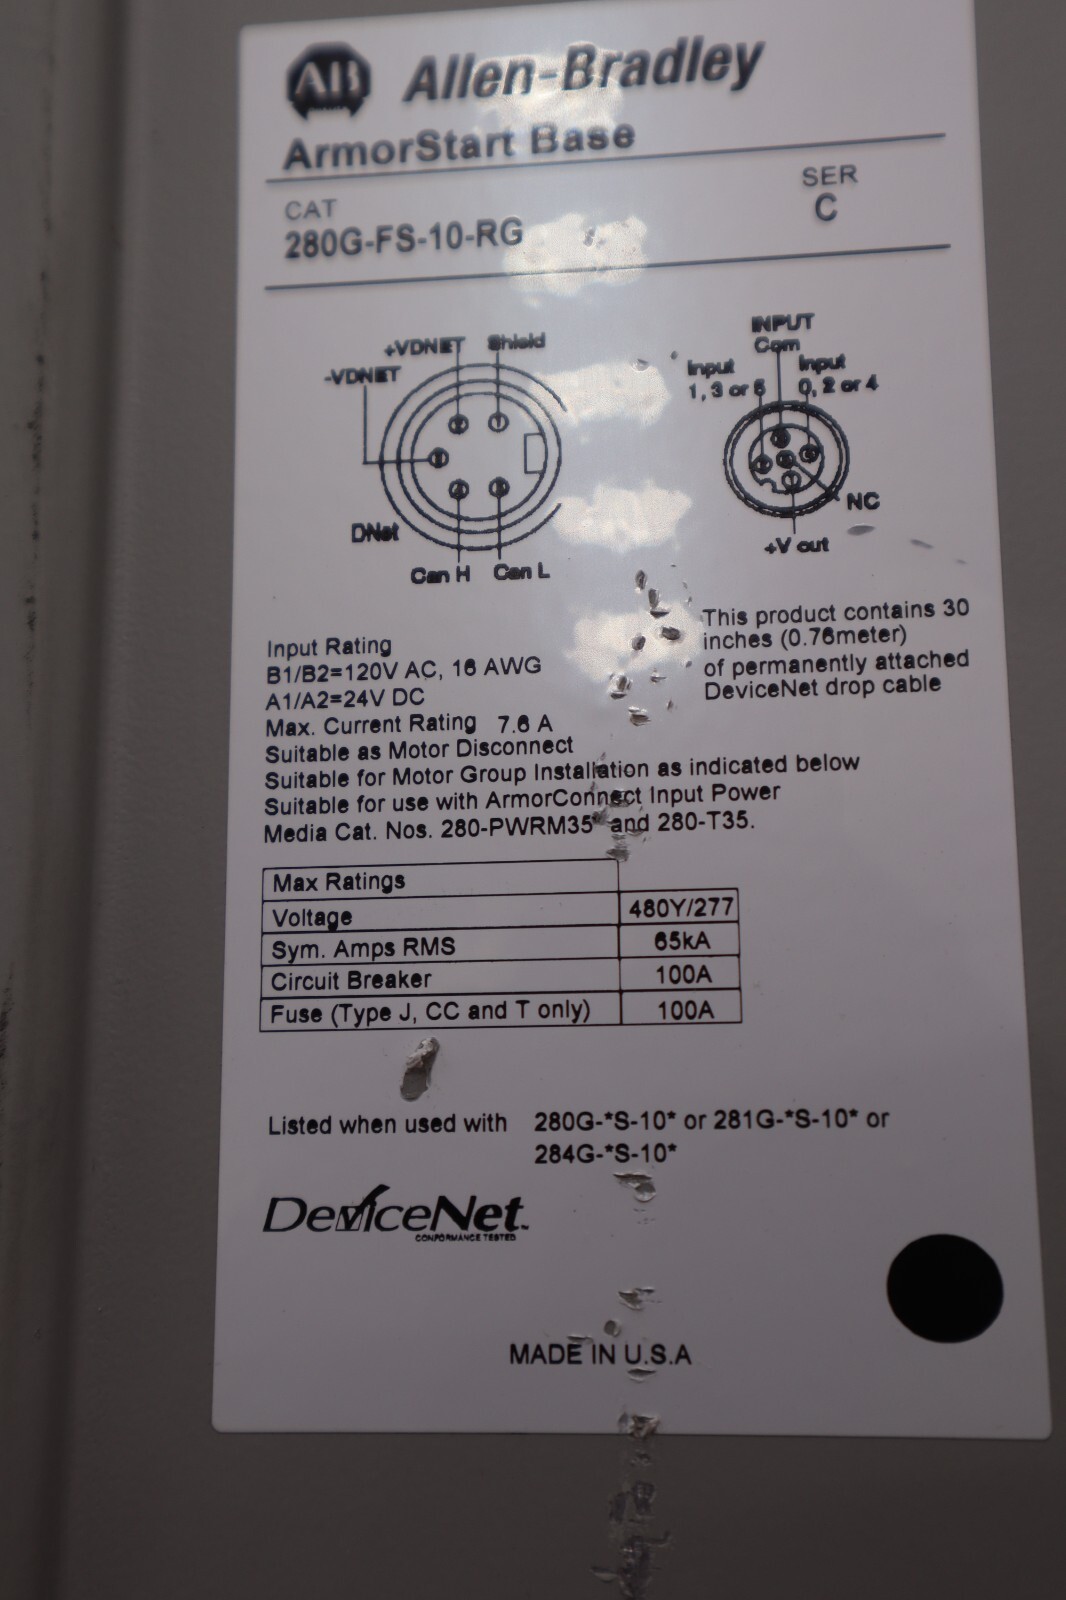 AB Allen-Bradley
ArmorStart Base
SER
C
CAT
280G-FS-10-RG
+VDNET Shield
-VDNET
DNet
Can H Can L
INPUT
Com
Input
1, 3 or 5
Input
0, 2 or 4
NC
+V out
This product contains 30
inches (0.76meter)
of permanently attached
DeviceNet drop cable
Input Rating
B1/B2=120V AC, 16 AWG
A1/A2=24V DC
Max. Current Rating 7.6 A
Suitable as Motor Disconnect
Suitable for Motor Group Installation as indicated below
Suitable for use with ArmorConnect Input Power
Media Cat. Nos. 280-PWRM35* and 280-T35.
Max Ratings
Voltage 480Y/277
Sym. Amps RMS 65kA
Circuit Breaker 100A
Fuse (Type J, CC and T only) 100A
Listed when used with 280G-*S-10* or 281G-*S-10* or
284G-*S-10*
DeviceNet™
CONFORMANCE TESTED
MADE IN U.S.A